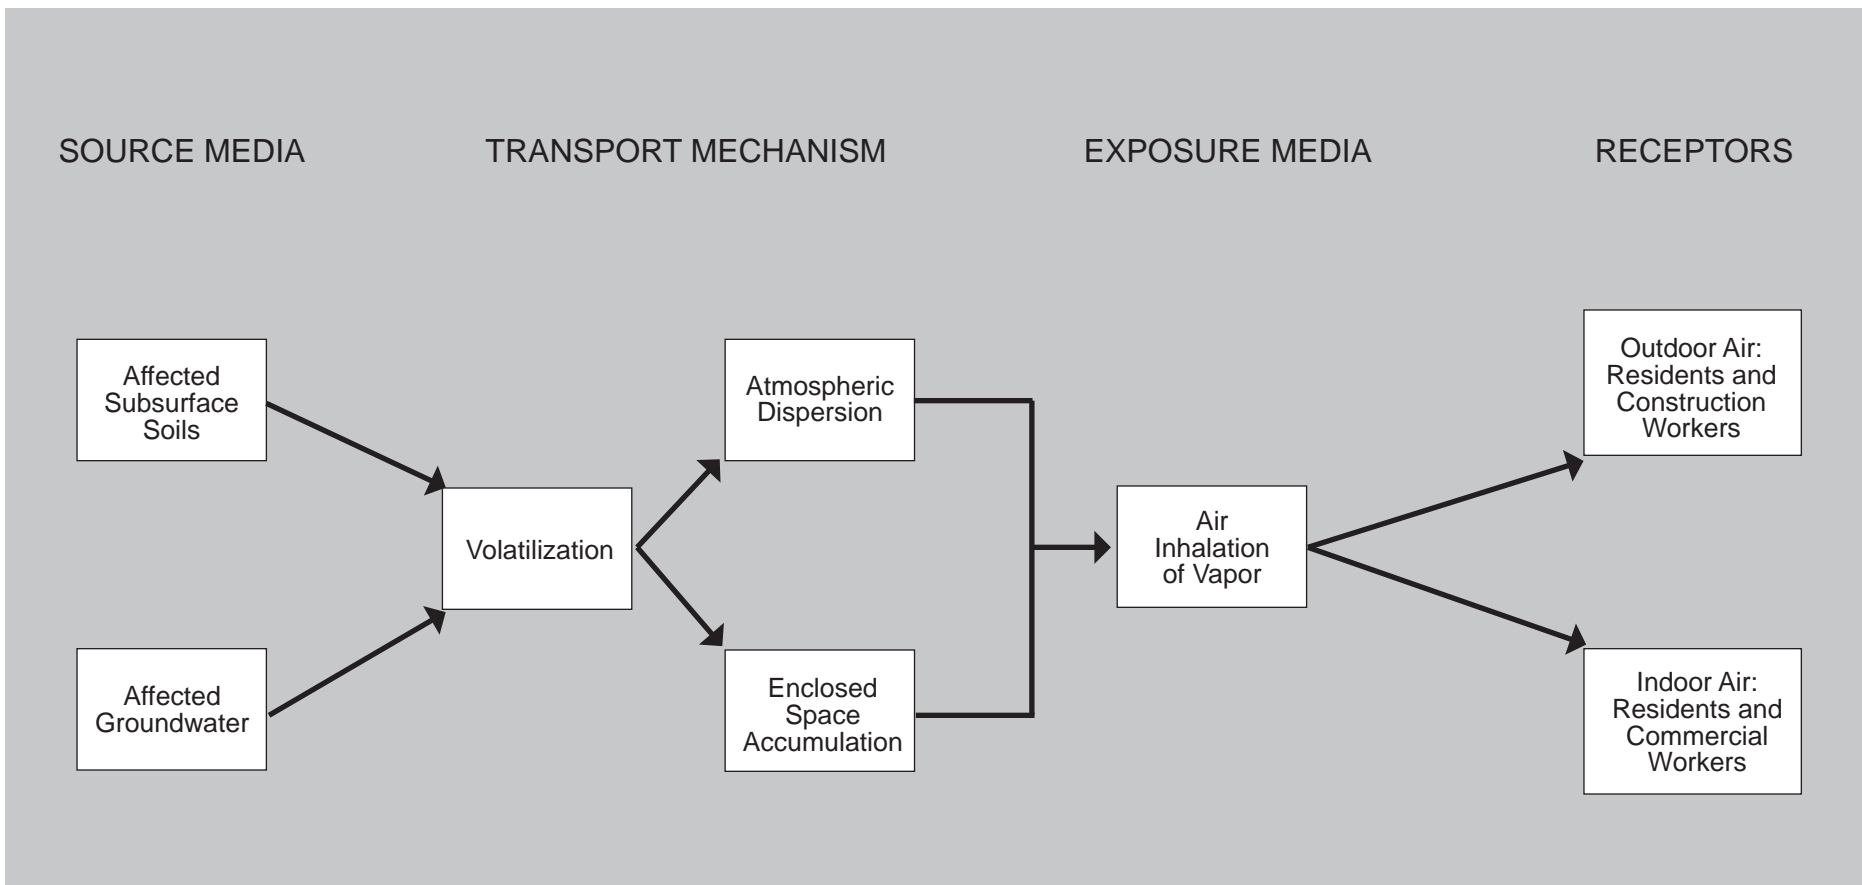 SOURCE MEDIA
TRANSPORT MECHANISM
EXPOSURE MEDIA
RECEPTORS
Affected
Subsurface
Soils
Affected
Groundwater
Volatilization
Atmospheric
Dispersion
Enclosed
Space
Accumulation
Air
Inhalation
of Vapor
Outdoor Air:
Residents and
Construction
Workers
Indoor Air:
Residents and
Commercial
Workers